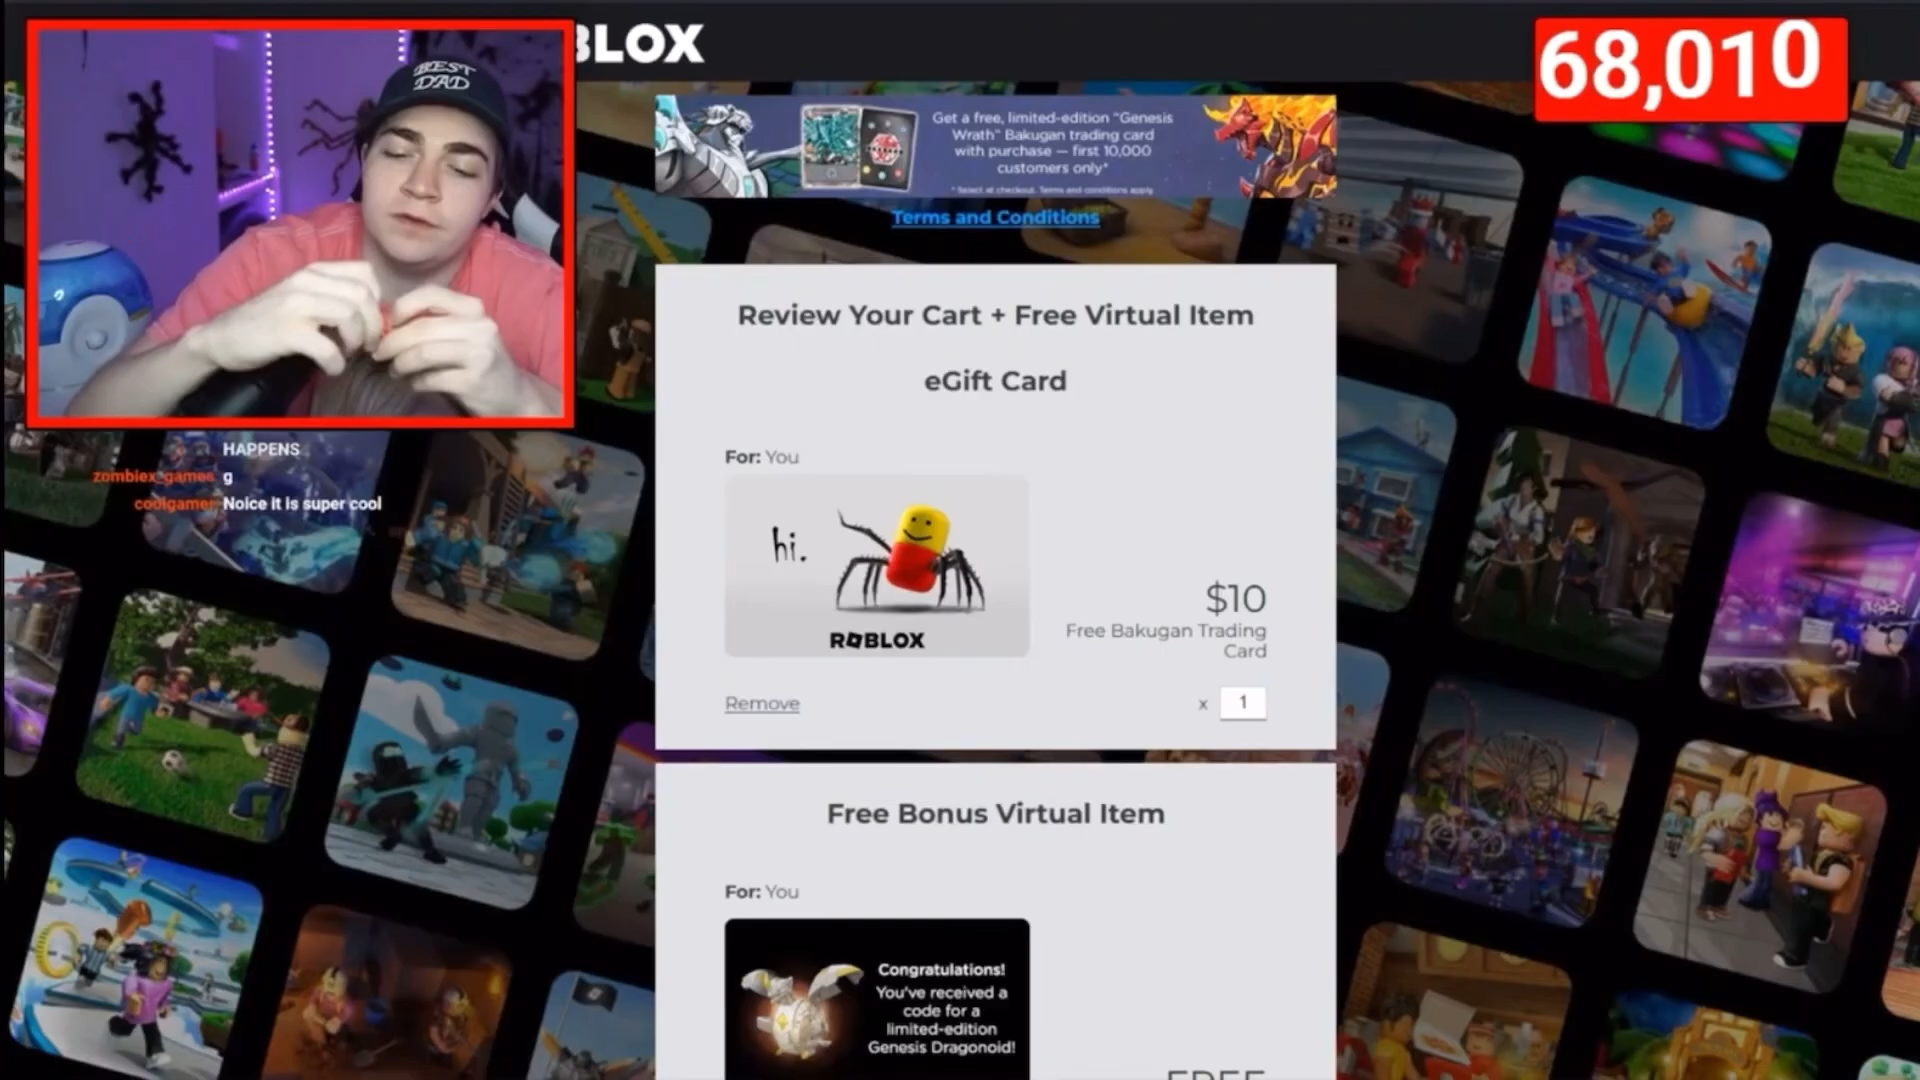 BEST
DAD
BLOX
68,010
Get a free, limited-edition "Genesis
Wrath" Bakugan trading card
with purchase — first 10,000
customers only*
* Select at checkout. Terms and conditions apply.
Terms and Conditions
Review Your Cart + Free Virtual Item
eGift Card
For: You
hi.
ROBLOX
$10
Free Bakugan Trading
Card
Remove
x 1
HAPPENS
zombiex_games g
coolgamer Noice it is super cool
Free Bonus Virtual Item
For: You
Congratulations!
You've received a
code for a
limited-edition
Genesis Dragonoid!
FREE